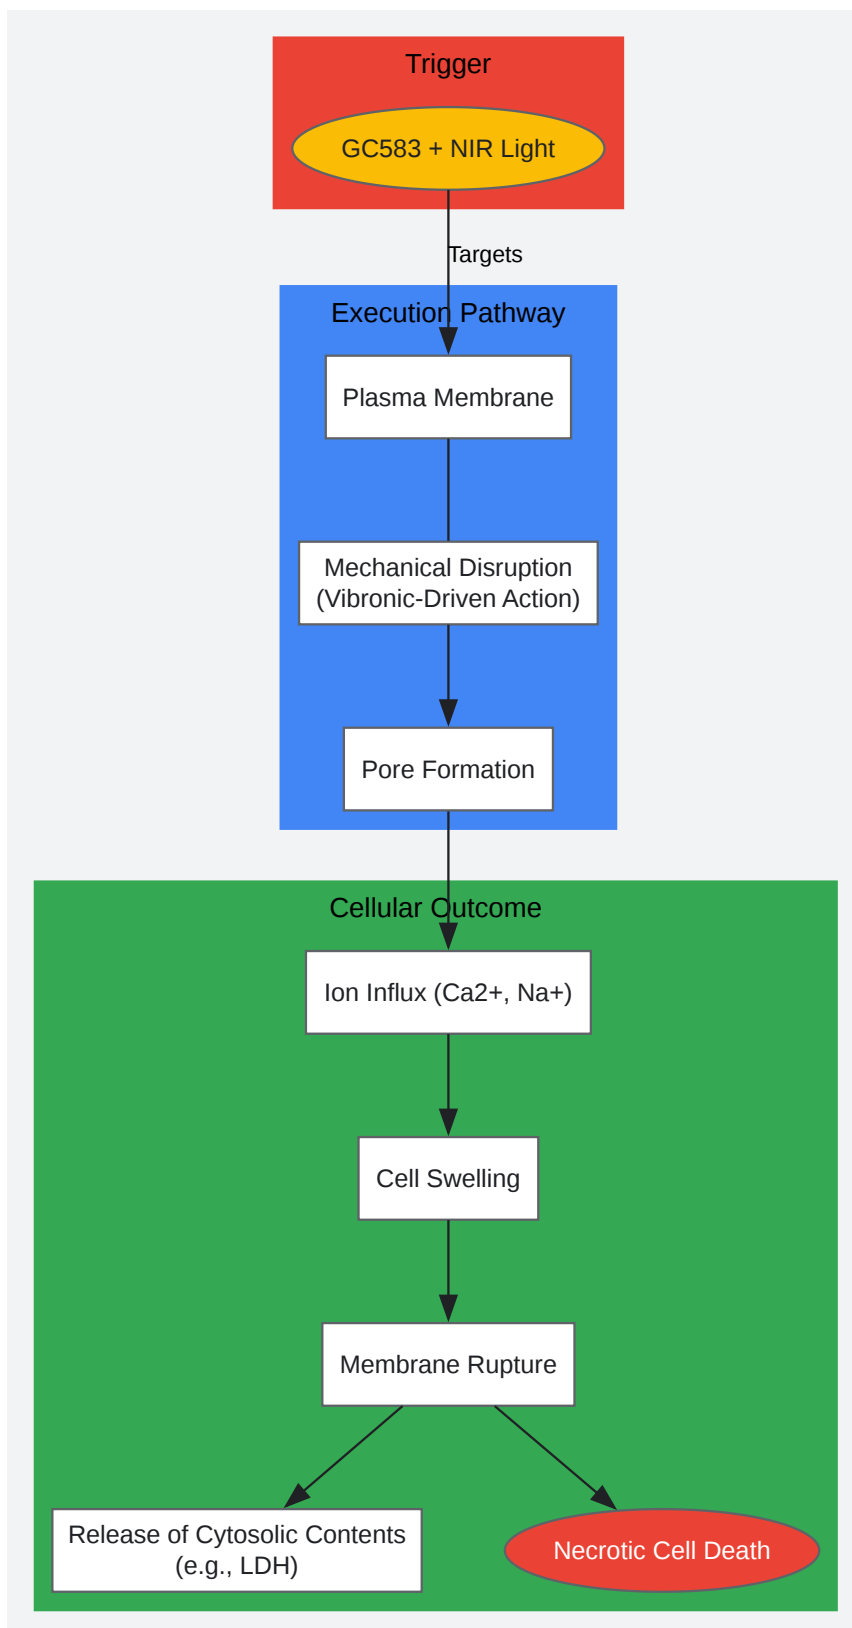 Trigger
GC583 + NIR Light
Targets
Execution Pathway
Plasma Membrane
Mechanical Disruption
(Vibronic-Driven Action)
Pore Formation
Cellular Outcome
Ion Influx (Ca2+, Na+)
Cell Swelling
Membrane Rupture
Release of Cytosolic Contents
(e.g., LDH)
Necrotic Cell Death